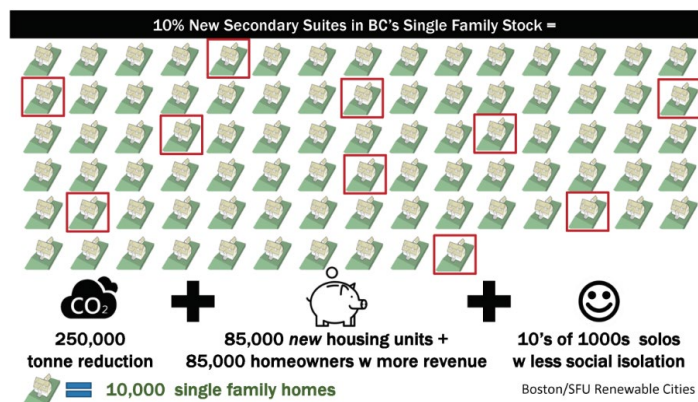 10% New Secondary Suites in BC's Single Family Stock =
CO₂
250,000
tonne reduction
85,000 new housing units +
85,000 homeowners w more revenue
10's of 1000s solos
w less social isolation
10,000 single family homes
Boston/SFU Renewable Cities